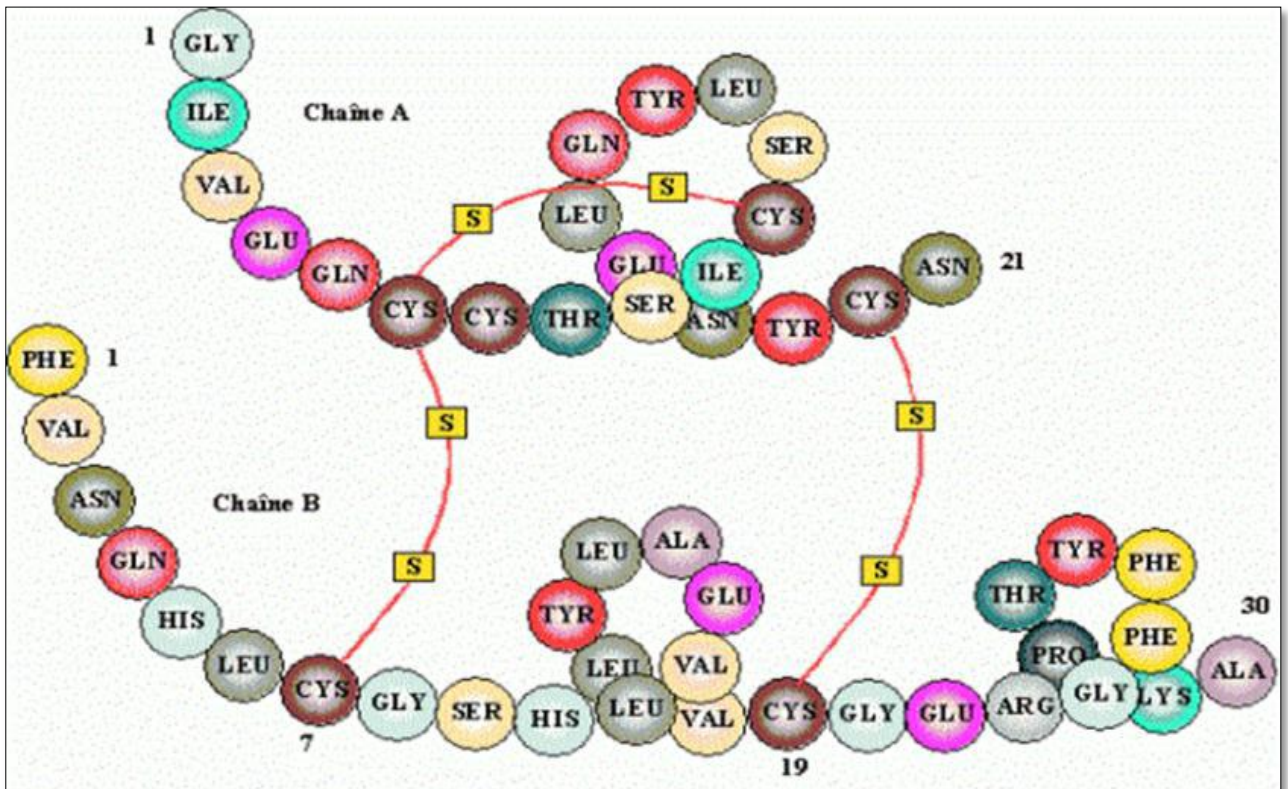 1
GLY
ILE
Chaîne A
VAL
GLU
GLN
CYS
CYS
THR
SER
ILE
CYS
SER
LEU
TYR
GLN
LEU
GLU
ASN
TYR
CYS
ASN
21
S
S
S
S
S
S
PHE
1
VAL
ASN
Chaîne B
GLN
HIS
LEU
CYS
7
GLY
SER
HIS
LEU
VAL
GLU
ALA
LEU
TYR
LEU
VAL
CYS
19
GLY
GLU
ARG
GLY
PHE
PHE
TYR
THR
PRO
LYS
ALA
30